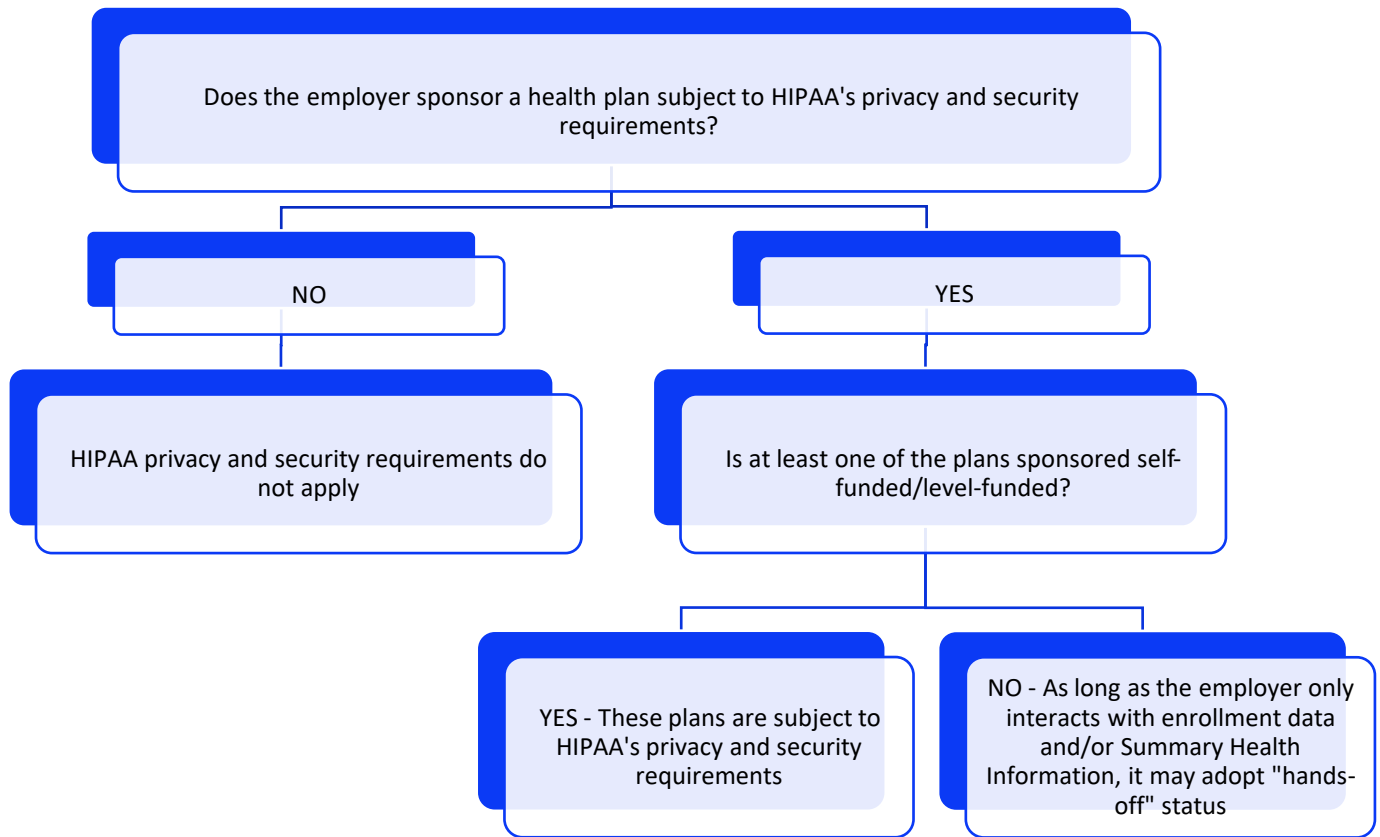 Does the employer sponsor a health plan subject to HIPAA's privacy and security
requirements?
NO
YES
HIPAA privacy and security requirements do
not apply
Is at least one of the plans sponsored self-
funded/level-funded?
YES - These plans are subject to
HIPAA's privacy and security
requirements
NO - As long as the employer only
interacts with enrollment data
and/or Summary Health
Information, it may adopt "hands-
off" status